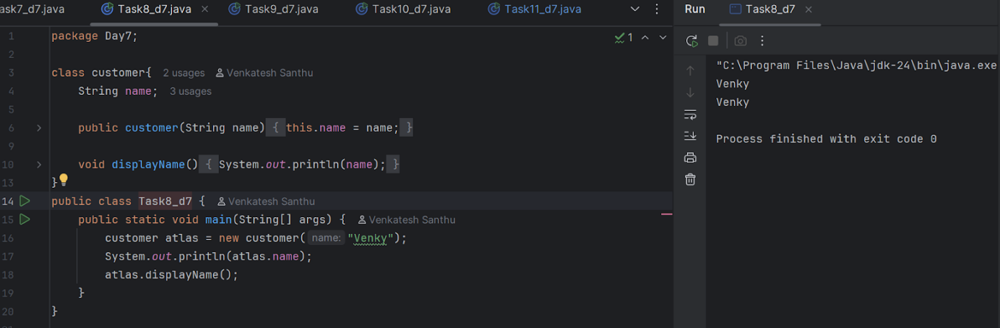 ask7_d7.java
Task8_d7.java
Task9_d7.java
Task10_d7.java
Task11_d7.java
1 package Day7;
1
2
3 class customer{ 2 usages Venkatesh Santhu
4 String name; 3 usages
5
6 public customer(String name) { this.name = name; }
9
10 void displayName() { System.out.println(name); }
13 }
14 public class Task8_d7 { Venkatesh Santhu
15 public static void main(String[] args) { Venkatesh Santhu
16 customer atlas = new customer( name: "Venky");
17 System.out.println(atlas.name);
18 atlas.displayName();
19 }
20 }
Run
Task8_d7
"C:\Program Files\Java\jdk-24\bin\java.exe
Venky
Venky
Process finished with exit code 0